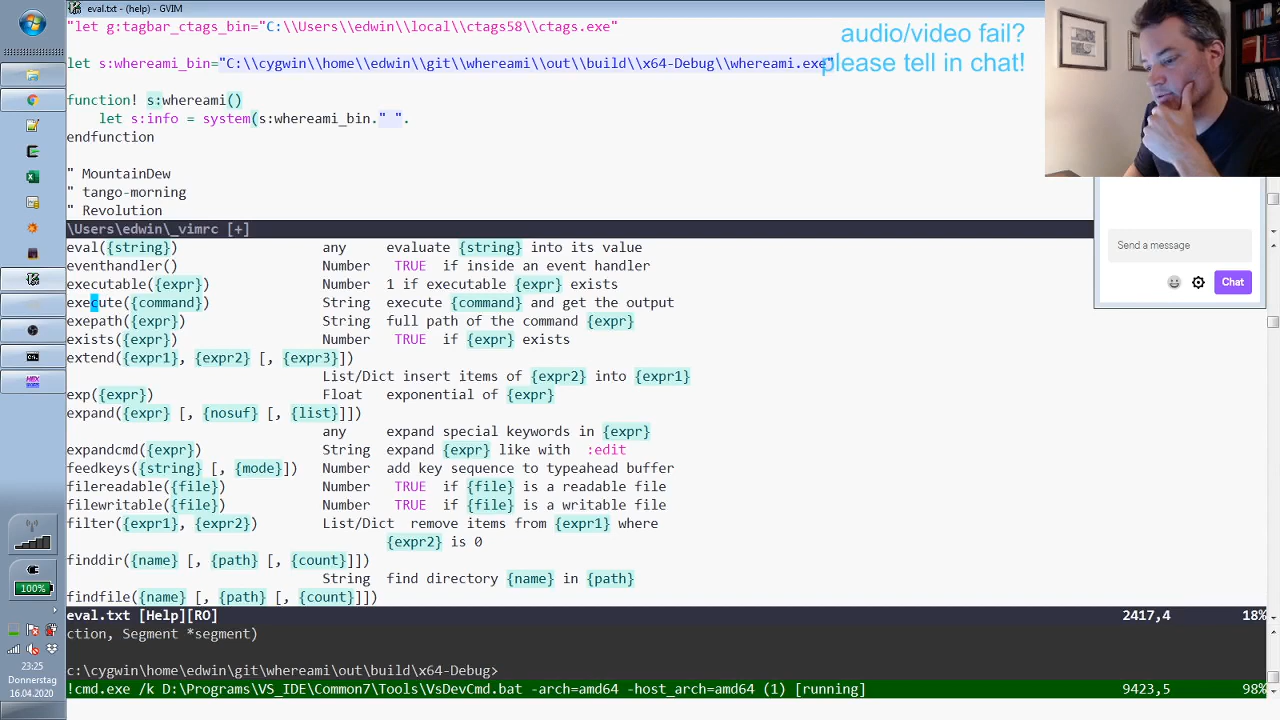 eval.txt - (help) - GVIM
"let g:tagbar_ctags_bin="C:\\Users\\edwin\\local\\ctags58\\ctags.exe"
audio/video fail?
let s:whereami_bin="C:\\cygwin\\home\\edwin\\git\\whereami\\out\\build\\x64-Debug\\whereami.exe"
please tell in chat!
function! s:whereami()
let s:info = system(s:whereami_bin." ".
endfunction
" MountainDew
" tango-morning
" Revolution
\Users\edwin\_vimrc [+]
eval({string}) any evaluate {string} into its value
Send a message
eventhandler() Number TRUE if inside an event handler
executable({expr}) Number 1 if executable {expr} exists
Chat
execute({command}) String execute {command} and get the output
exepath({expr}) String full path of the command {expr}
exists({expr}) Number TRUE if {expr} exists
extend({expr1}, {expr2} [, {expr3}])
List/Dict insert items of {expr2} into {expr1}
exp({expr}) Float exponential of {expr}
expand({expr} [, {nosuf} [, {list}]])
any expand special keywords in {expr}
expandcmd({expr}) String expand {expr} like with :edit
feedkeys({string} [, {mode}]) Number add key sequence to typeahead buffer
filereadable({file}) Number TRUE if {file} is a readable file
filewritable({file}) Number TRUE if {file} is a writable file
filter({expr1}, {expr2}) List/Dict remove items from {expr1} where
{expr2} is 0
finddir({name} [, {path} [, {count}]])
String find directory {name} in {path}
100%
findfile({name} [, {path} [, {count}]])
eval.txt [Help][RO] 2417,4 18%
ction, Segment *segment)
c:\cygwin\home\edwin\git\whereami\out\build\x64-Debug>
23:25
Donnerstag
16.04.2020
!cmd.exe /k D:\Programs\VS_IDE\Common7\Tools\VsDevCmd.bat -arch=amd64 -host_arch=amd64 (1) [running] 9423,5 98%